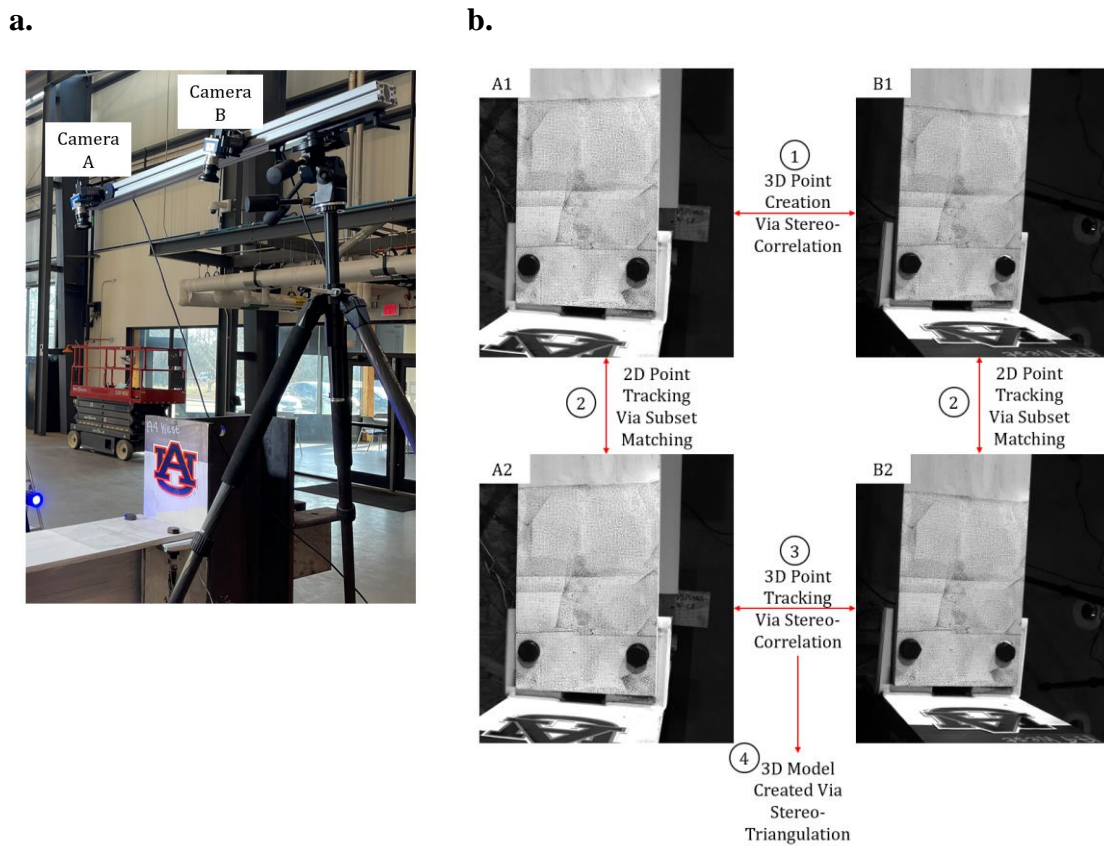 a.
b.
Camera
A
Camera
B
A4 West
A1
B1
1
3D Point
Creation
Via Stereo-
Correlation
2
2D Point
Tracking
Via Subset
Matching
2
2D Point
Tracking
Via Subset
Matching
A2
B2
3
3D Point
Tracking
Via Stereo-
Correlation
4
3D Model
Created Via
Stereo-
Triangulation